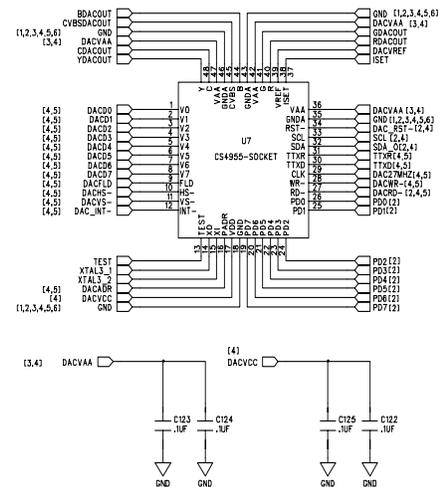 BDACOUT
CVBSDACOUT
[1,2,3,4,5,6] GND
[3,4] DACVAA
CDACOUT
YDACOUT
GND [1,2,3,4,5,6]
DACVAA [3,4]
GDACOUT
RDACOUT
DACVREF
ISET
48 47 46 45 44 43 42 41 40 39 38 37
Y C VAA GNDA CVBS B GNDA VAA G R VREF ISET
U7
CS4955-SOCKET
[4,5] DACD0 1 V0
[4,5] DACD1 2 V1
[4,5] DACD2 3 V2
[4,5] DACD3 4 V3
[4,5] DACD4 5 V4
[4,5] DACD5 6 V5
[4,5] DACD6 7 V6
[4,5] DACD7 8 V7
[4,5] DACFLD 9 FLD
[4,5] DACHS- 10 HS-
[4,5] DACVS- 11 VS-
[4,5] DAC_INT- 12 INT-
VAA 36 DACVAA [3,4]
GNDA 35 GND [1,2,3,4,5,6]
RST- 34 DAC_RST- [2,4]
SCL 33 SCL [2,4]
SDA 32 SDA_O[2,4]
TTXR 31 TTXR[4,5]
TTXD 30 TTXD[4,5]
CLK 29 DAC27MHZ[4,5]
WR- 28 DACWR-[4,5]
RD- 27 DACRD- [2,4,5]
PD0 26 PD0[2]
PD1 25 PD1[2]
TEST XO XI PADR VDD GND PD7 PD6 PD5 PD4 PD3 PD2
13 14 15 16 17 18 19 20 21 22 23 24
TEST
XTAL3_1
XTAL3_2
[4,5] DACADR
[4] DACVCC
[1,2,3,4,5,6] GND
PD2[2]
PD3[2]
PD4[2]
PD5[2]
PD6[2]
PD7[2]
[3,4] DACVAA
[4]
DACVCC
C123
.1UF
C124
.1UF
C125
.1UF
C122
.1UF
GND GND GND GND